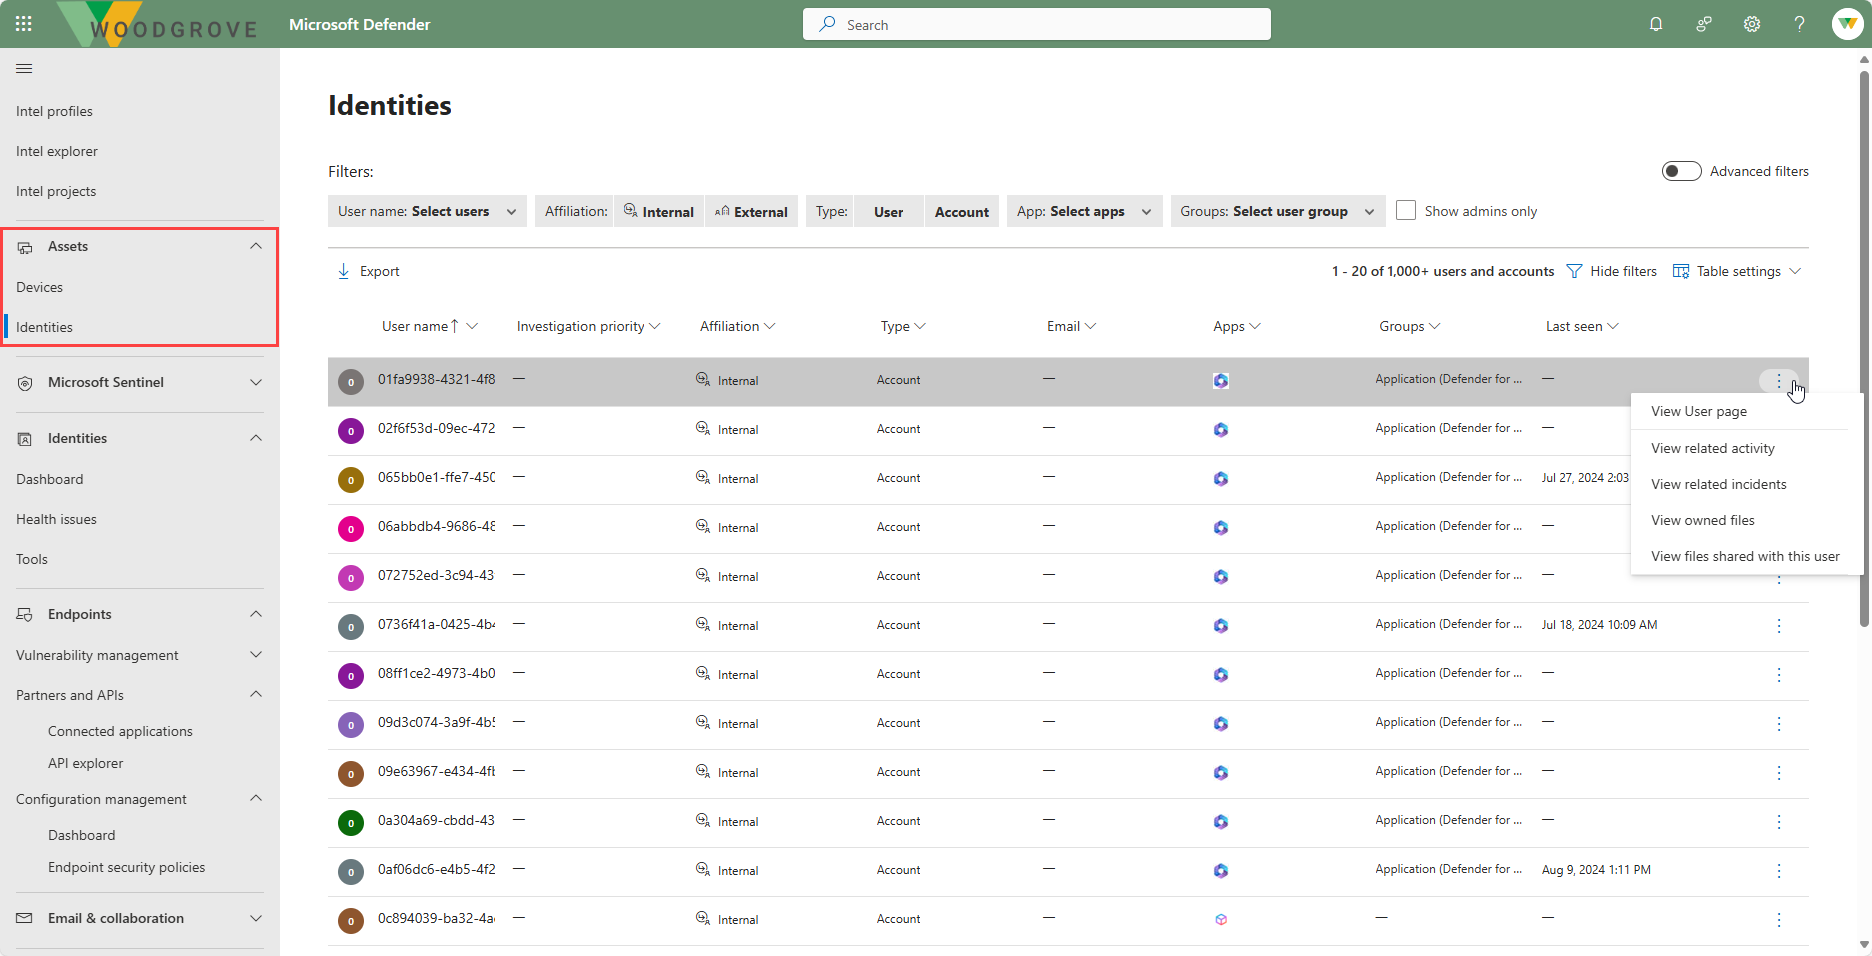 WOODGROVE Microsoft Defender Search
Intel profiles
Intel explorer
Intel projects
Assets
Devices
Identities
Microsoft Sentinel
Identities
Dashboard
Health issues
Tools
Endpoints
Vulnerability management
Partners and APIs
Connected applications
API explorer
Configuration management
Dashboard
Endpoint security policies
Email & collaboration
Identities
Filters: Advanced filters
User name: Select users Affiliation: Internal External Type: User Account App: Select apps Groups: Select user group Show admins only
Export 1 - 20 of 1,000+ users and accounts Hide filters Table settings
User name Investigation priority Affiliation Type Email Apps Groups Last seen
0 01fa9938-4321-4f8 — Internal Account — Application (Defender for ... —
0 02f6f53d-09ec-472 — Internal Account — Application (Defender for ... —
0 065bb0e1-ffe7-450 — Internal Account — Application (Defender for ... Jul 27, 2024 2:03
0 06abbdb4-9686-48 — Internal Account — Application (Defender for ... —
0 072752ed-3c94-43 — Internal Account — Application (Defender for ... —
0 0736f41a-0425-4b4 — Internal Account — Application (Defender for ... Jul 18, 2024 10:09 AM
0 08ff1ce2-4973-4b0 — Internal Account — Application (Defender for ... —
0 09d3c074-3a9f-4b5 — Internal Account — Application (Defender for ... —
0 09e63967-e434-4fb — Internal Account — Application (Defender for ... —
0 0a304a69-cbdd-43 — Internal Account — Application (Defender for ... —
0 0af06dc6-e4b5-4f2 — Internal Account — Application (Defender for ... Aug 9, 2024 1:11 PM
0 0c894039-ba32-4a — Internal Account — — —
View User page
View related activity
View related incidents
View owned files
View files shared with this user